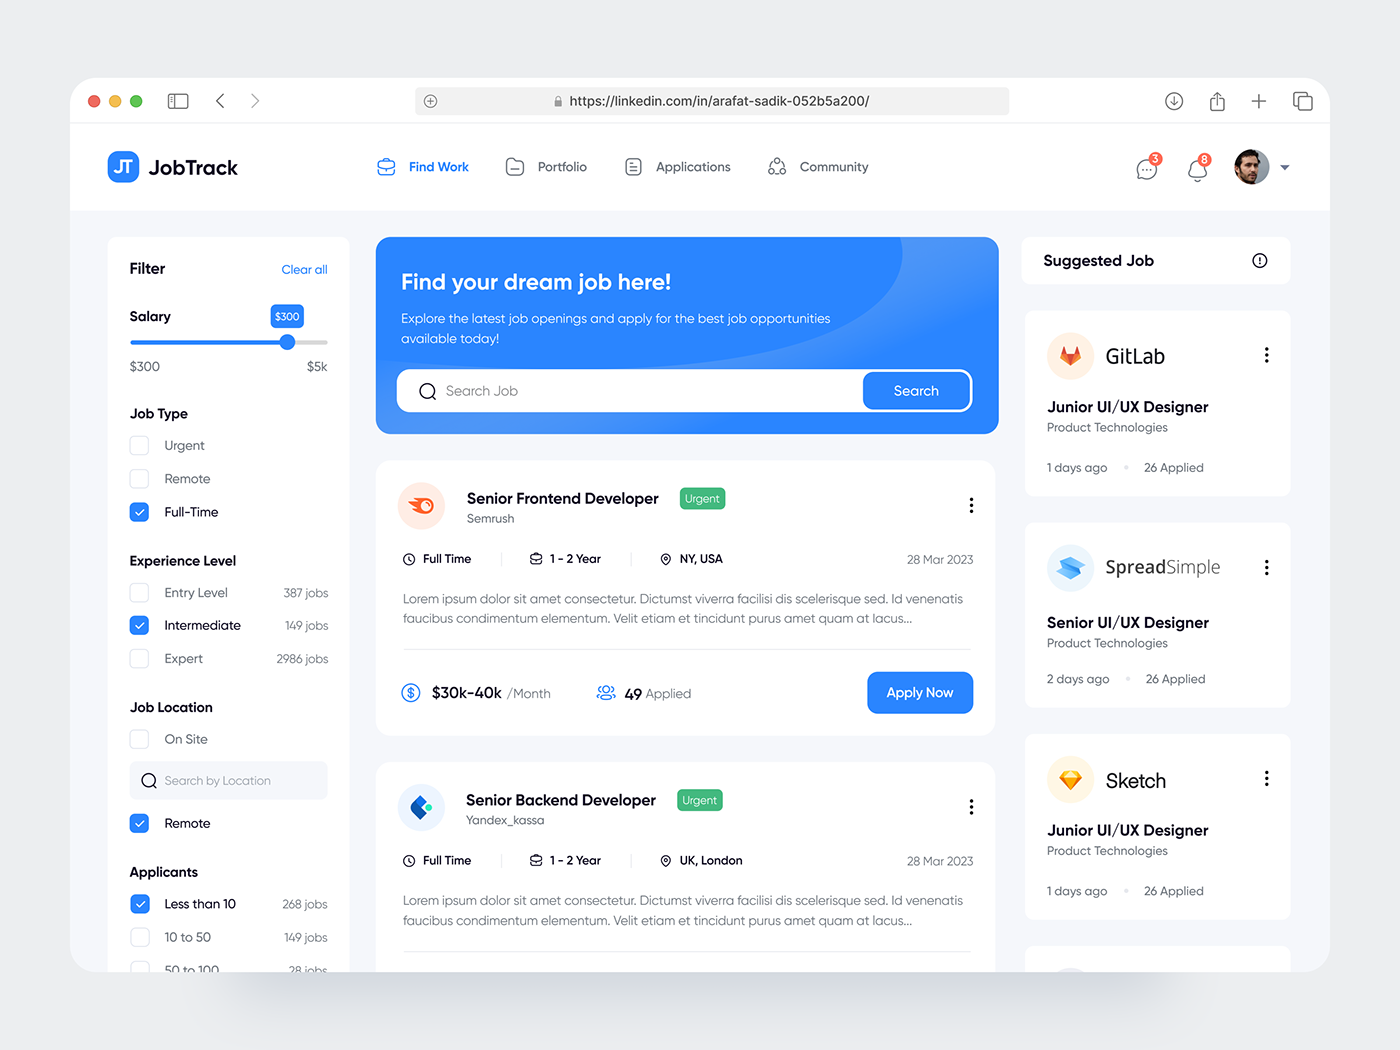 https://linkedin.com/in/arafat-sadik-052b5a200/
JT JobTrack
Find Work
Portfolio
Applications
Community
3
8
Filter
Clear all
Salary
$300
$300
$5k
Job Type
Urgent
Remote
Full-Time
Experience Level
Entry Level 387 jobs
Intermediate 149 jobs
Expert 2986 jobs
Job Location
On Site
Search by Location
Remote
Applicants
Less than 10 268 jobs
10 to 50 149 jobs
50 to 100 28 jobs
Find your dream job here!
Explore the latest job openings and apply for the best job opportunities
available today!
Search Job
Search
Senior Frontend Developer Urgent
Semrush
Full Time 1 - 2 Year NY, USA 28 Mar 2023
Lorem ipsum dolor sit amet consectetur. Dictumst viverra facilisi dis scelerisque sed. Id venenatis
faucibus condimentum elementum. Velit etiam et tincidunt purus amet quam at lacus...
$30k-40k /Month 49 Applied Apply Now
Senior Backend Developer Urgent
Yandex_kassa
Full Time 1 - 2 Year UK, London 28 Mar 2023
Lorem ipsum dolor sit amet consectetur. Dictumst viverra facilisi dis scelerisque sed. Id venenatis
faucibus condimentum elementum. Velit etiam et tincidunt purus amet quam at lacus...
Suggested Job
GitLab
Junior UI/UX Designer
Product Technologies
1 days ago 26 Applied
SpreadSimple
Senior UI/UX Designer
Product Technologies
2 days ago 26 Applied
Sketch
Junior UI/UX Designer
Product Technologies
1 days ago 26 Applied